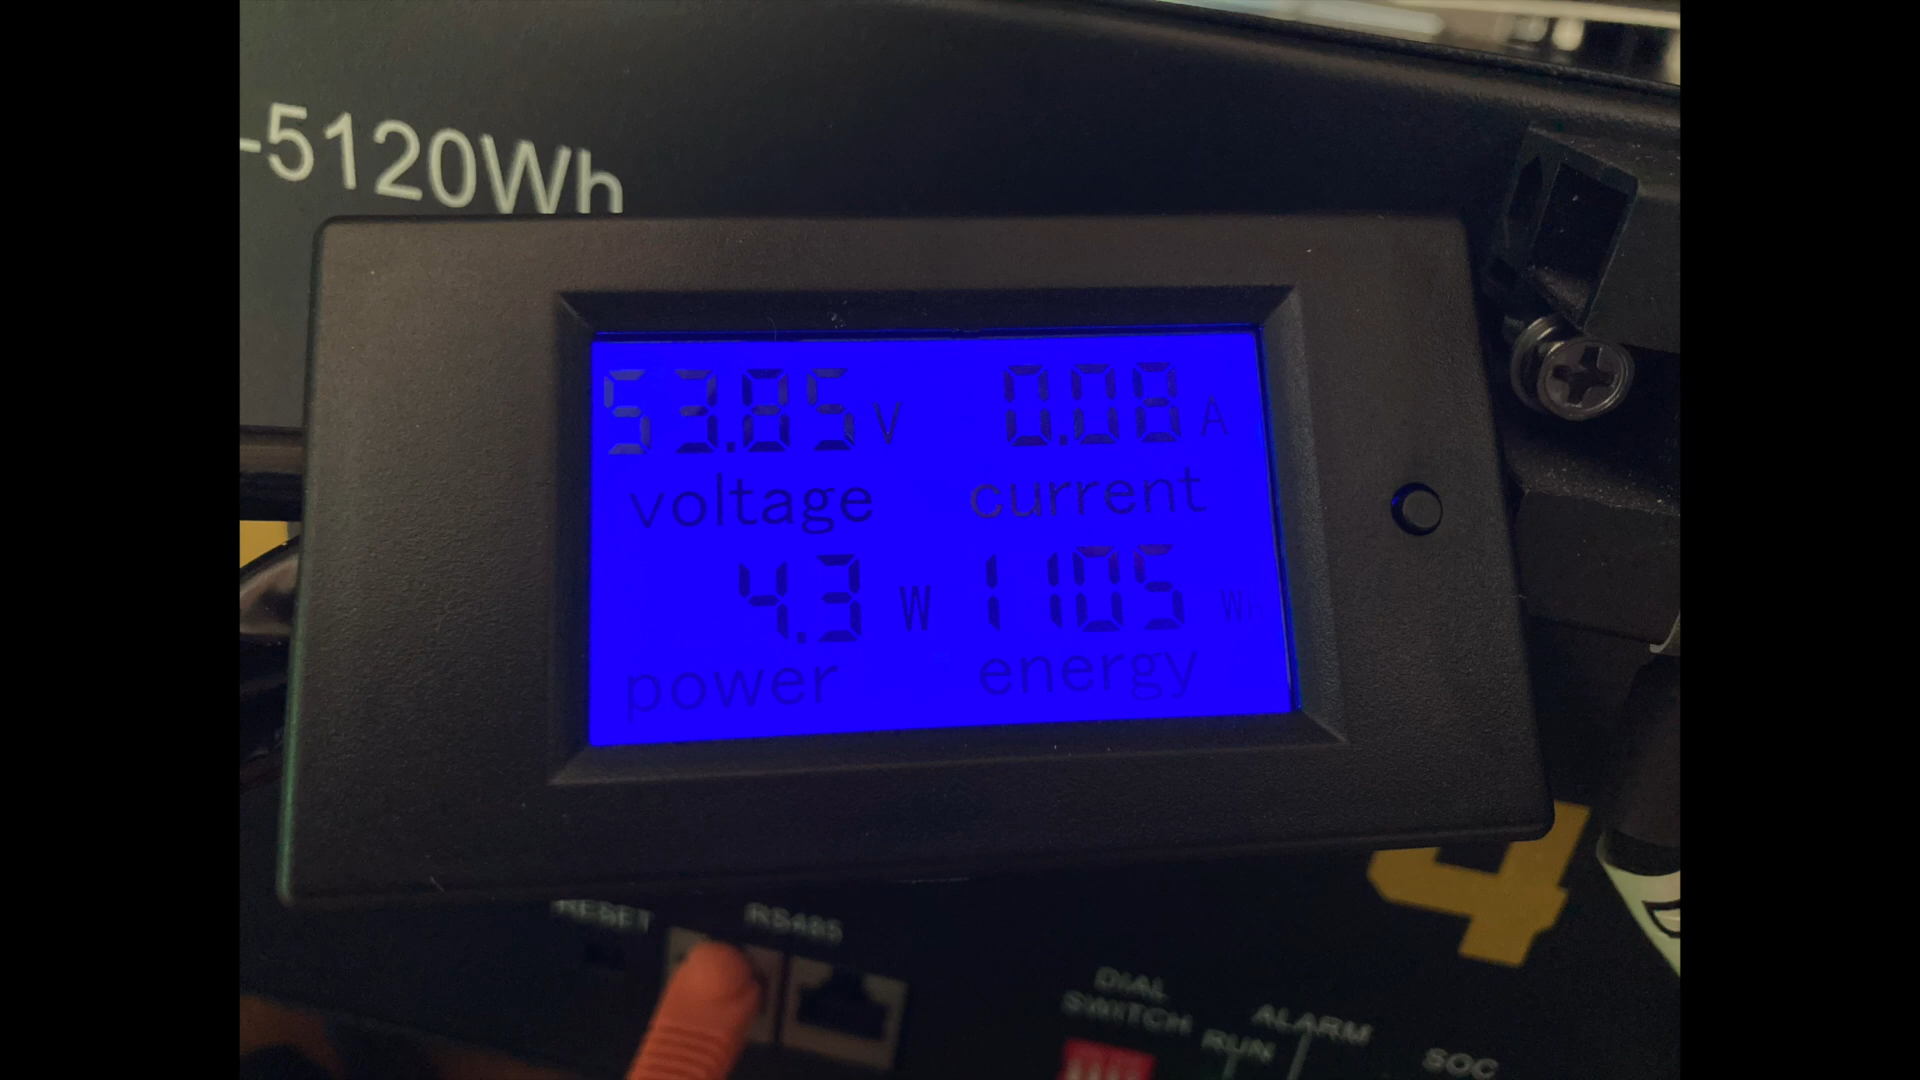 -5120Wh
53.85 V 0.08 A
voltage current
4.3 W 1105 Wh
power energy
4
RESET RS485
DIAL
SWITCH
RUN ALARM SOC